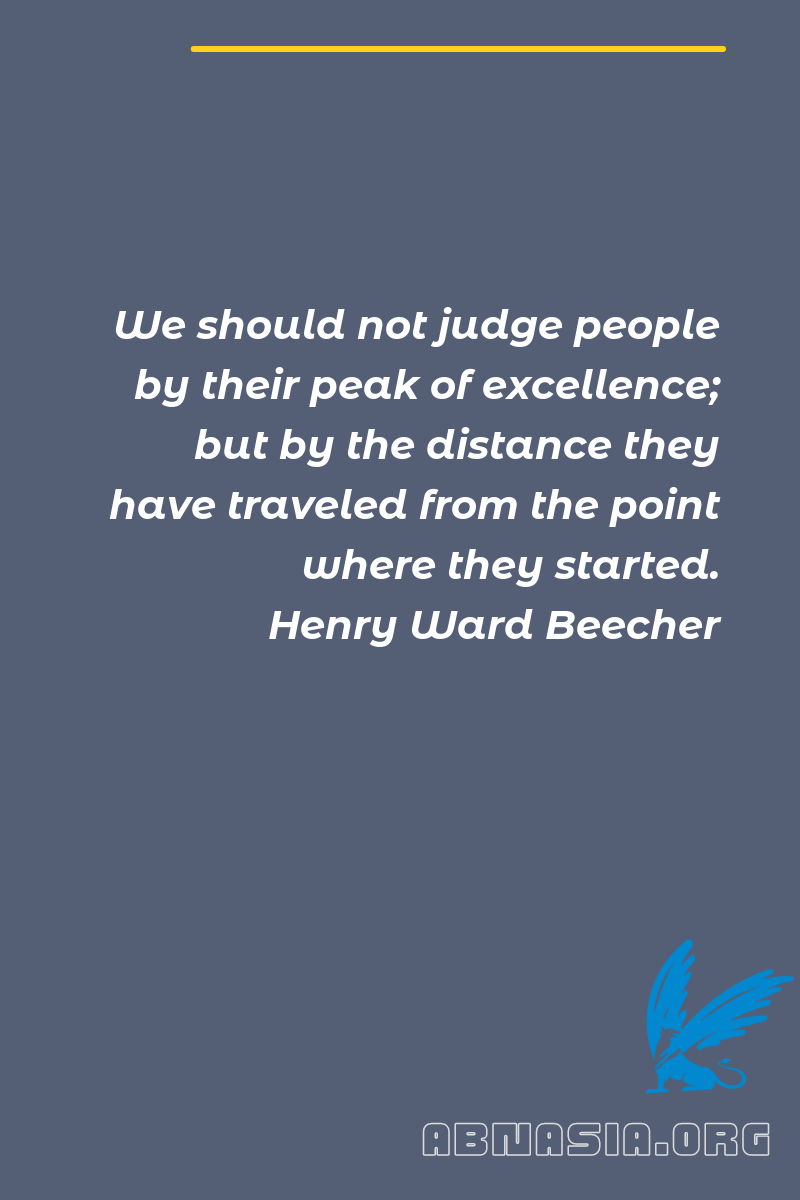 We should not judge people
by their peak of excellence;
but by the distance they
have traveled from the point
where they started.
Henry Ward Beecher
ABNASIA.ORG